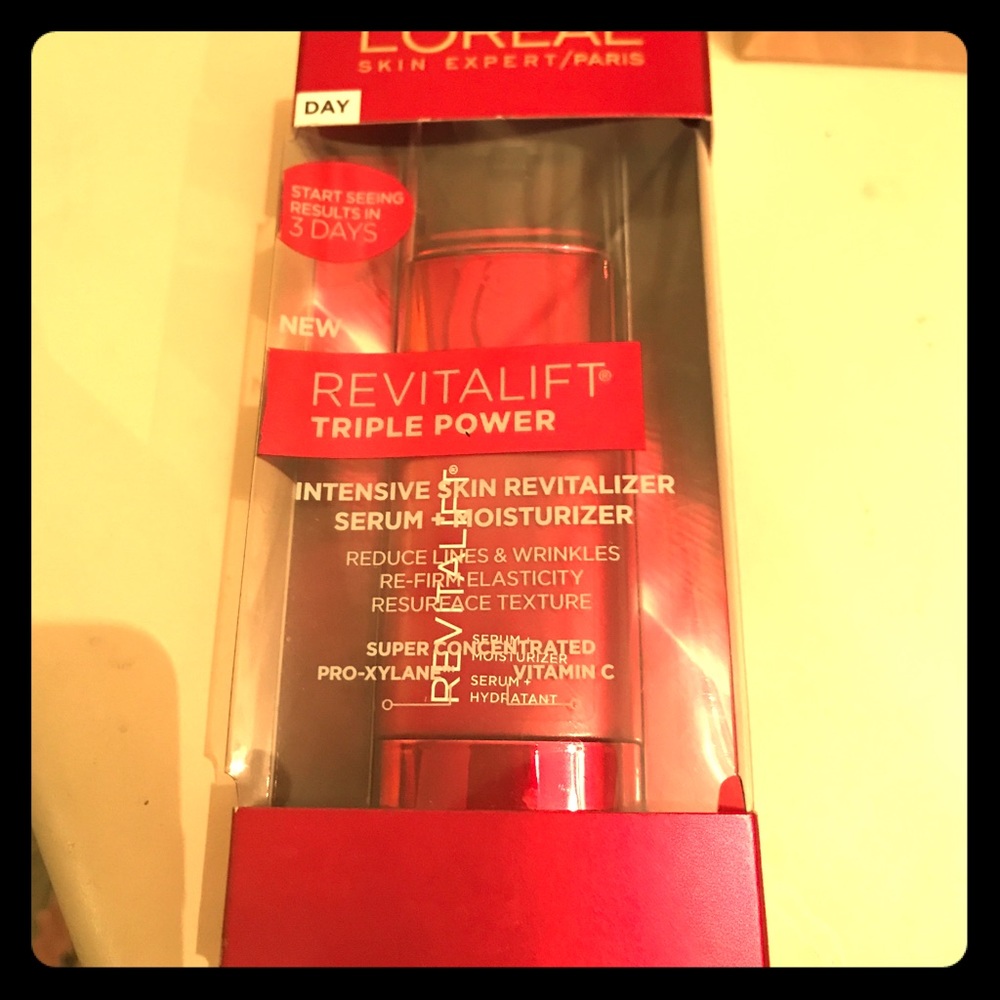 L'ORÉAL
SKIN EXPERT/PARIS
DAY
START SEEING
RESULTS IN
3 DAYS
NEW
REVITALIFT®
TRIPLE POWER
INTENSIVE SKIN REVITALIZER
SERUM + MOISTURIZER
REDUCE LINES & WRINKLES
RE-FIRM ELASTICITY
RESURFACE TEXTURE
SUPER CONCENTRATED
PRO-XYLANE™ VITAMIN C
REVITALIFT®
SERUM +
MOISTURIZER
SERUM +
HYDRATANT